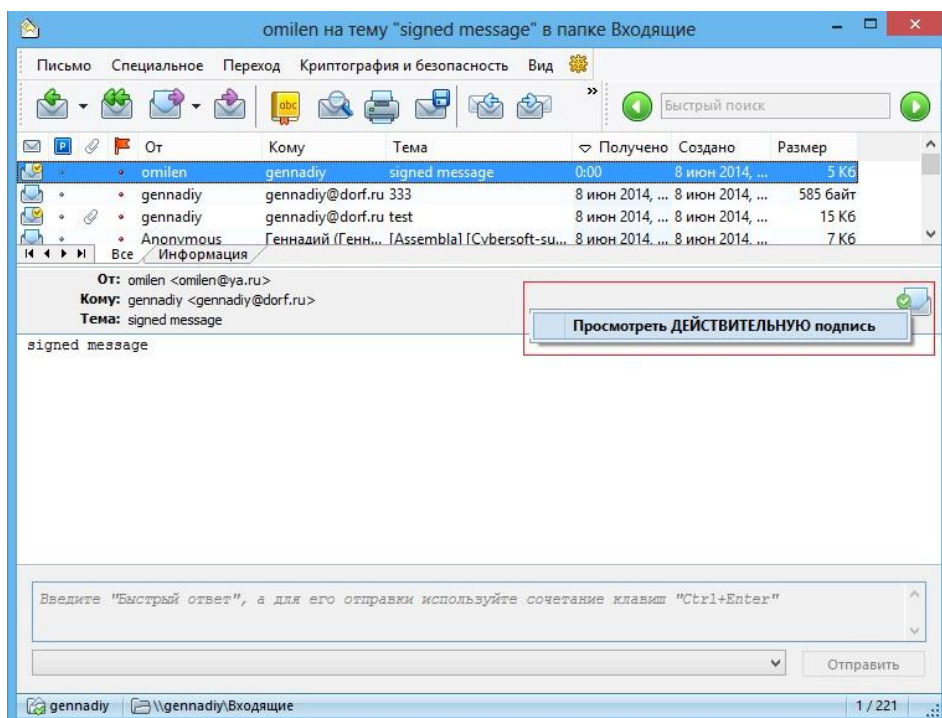 omilen на тему "signed message" в папке Входящие
Письмо Специальное Переход Криптография и безопасность Вид
abc » Быстрый поиск
P От Кому Тема Получено Создано Размер
omilen gennadiy signed message 0:00 8 июн 2014, ... 5 Кб
gennadiy gennadiy@dorf.ru 333 8 июн 2014, ... 8 июн 2014, ... 585 байт
gennadiy gennadiy@dorf.ru test 8 июн 2014, ... 8 июн 2014, ... 15 Кб
Anonymous Геннадий (Генн... [Assembla] [Cybersoft-su... 8 июн 2014, ... 8 июн 2014, ... 7 Кб
Все Информация
От: omilen <omilen@ya.ru>
Кому: gennadiy <gennadiy@dorf.ru>
Тема: signed message
Просмотреть ДЕЙСТВИТЕЛЬНУЮ подпись
signed message
Введите "Быстрый ответ", а для его отправки используйте сочетание клавиш "Ctrl+Enter"
Отправить
gennadiy \\gennadiy\Входящие 1 / 221